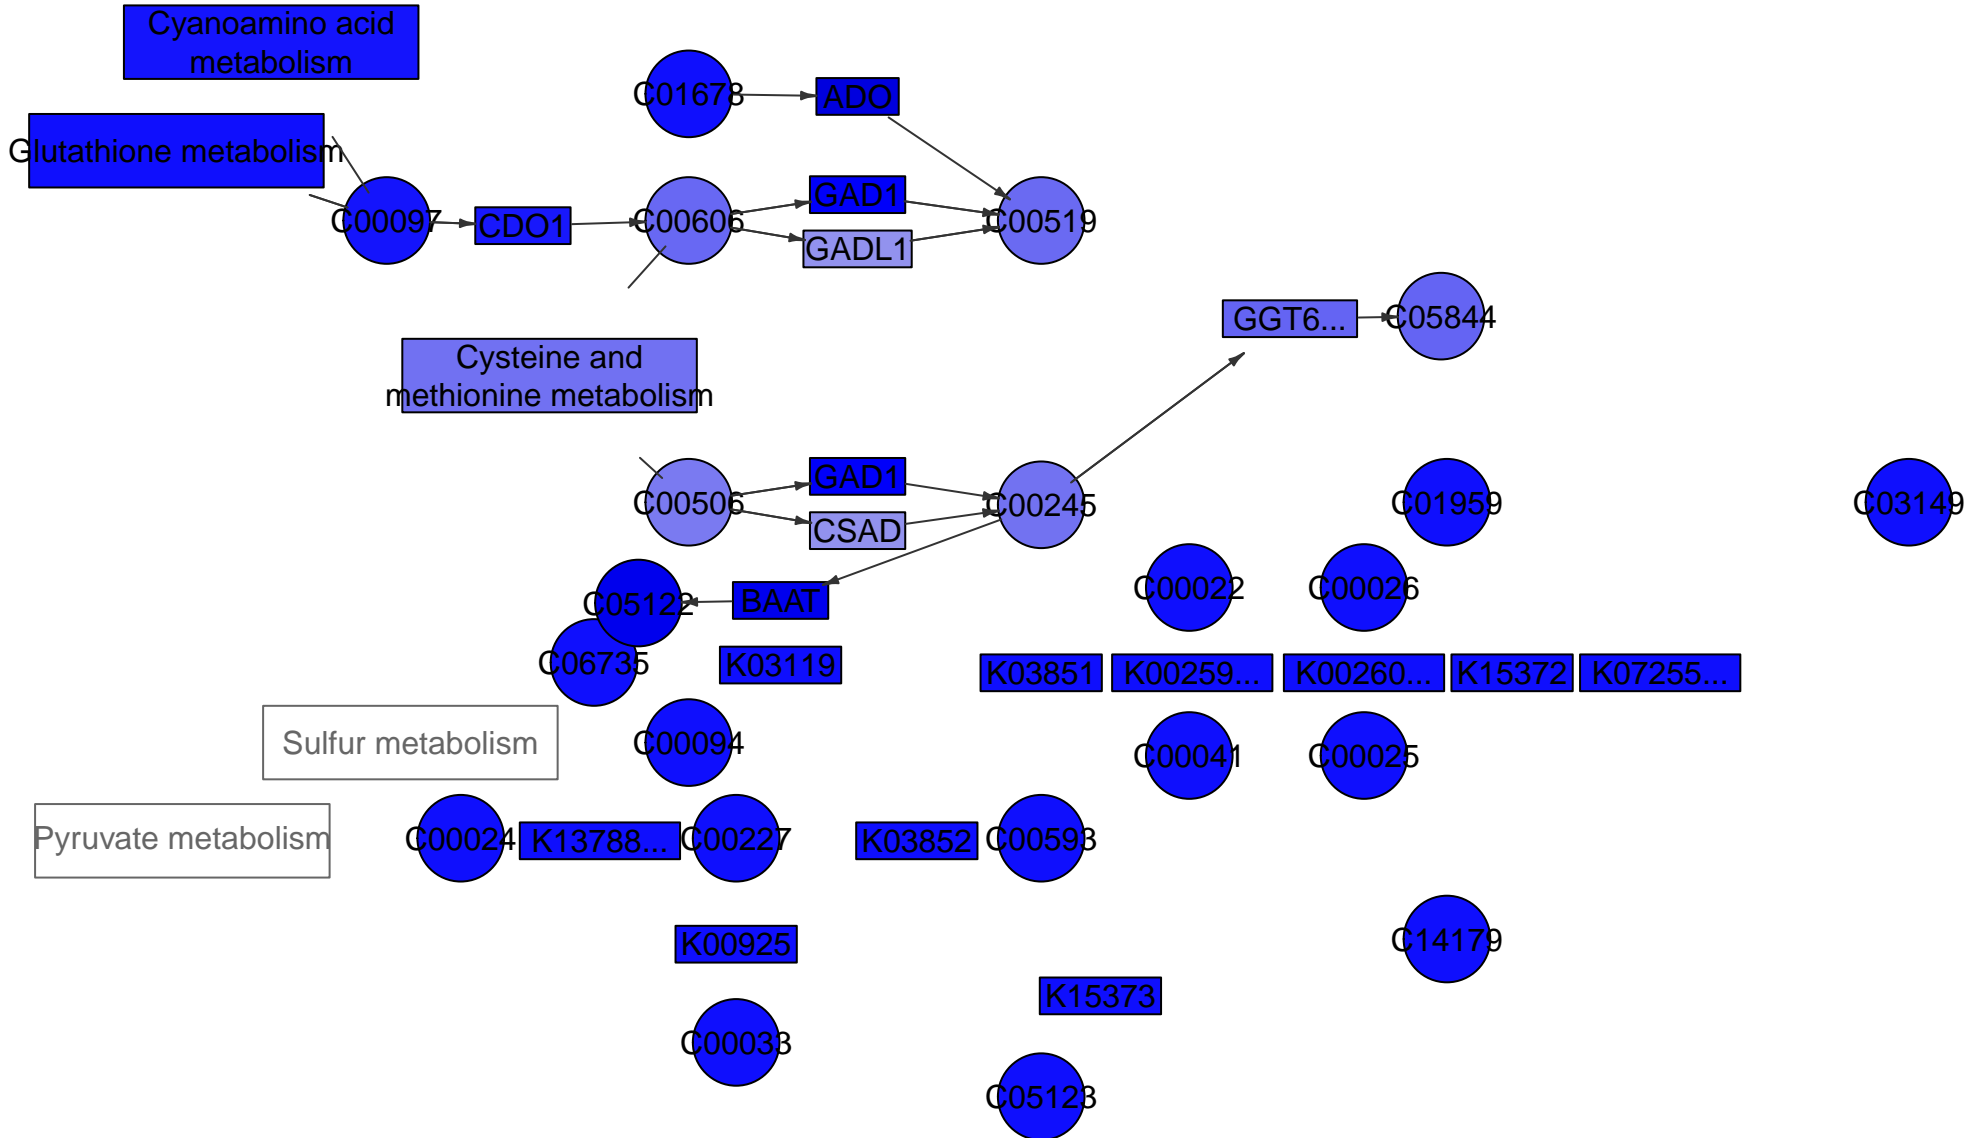 Cyanoamino acid
metabolism
C01678
ADO
Glutathione metabolism
C00097
CDO1
C00606
GAD1
GADL1
C00519
GGT6...
C05844
Cysteine and
methionine metabolism
C00506
GAD1
CSAD
C00245
C01959
C03149
C05122
BAAT
C00022
C00026
C06735
K03119
K03851
K00259...
K00260...
K15372
K07255...
Sulfur metabolism
C00094
C00041
C00025
Pyruvate metabolism
C00024
K13788...
C00227
K03852
C00593
K00925
C14179
K15373
C00033
C05123